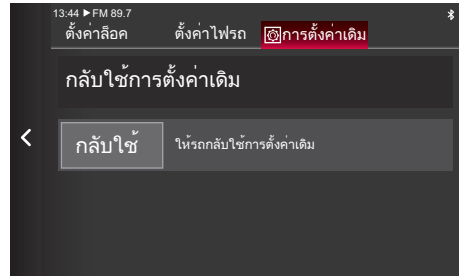 13:44 ►FM 89.7
ตั้งค่าล็อค ตั้งค่าไฟรถ การตั้งค่าเดิม
กลับใช้การตั้งค่าเดิม
กลับใช้ ให้รถกลับใช้การตั้งค่าเดิม